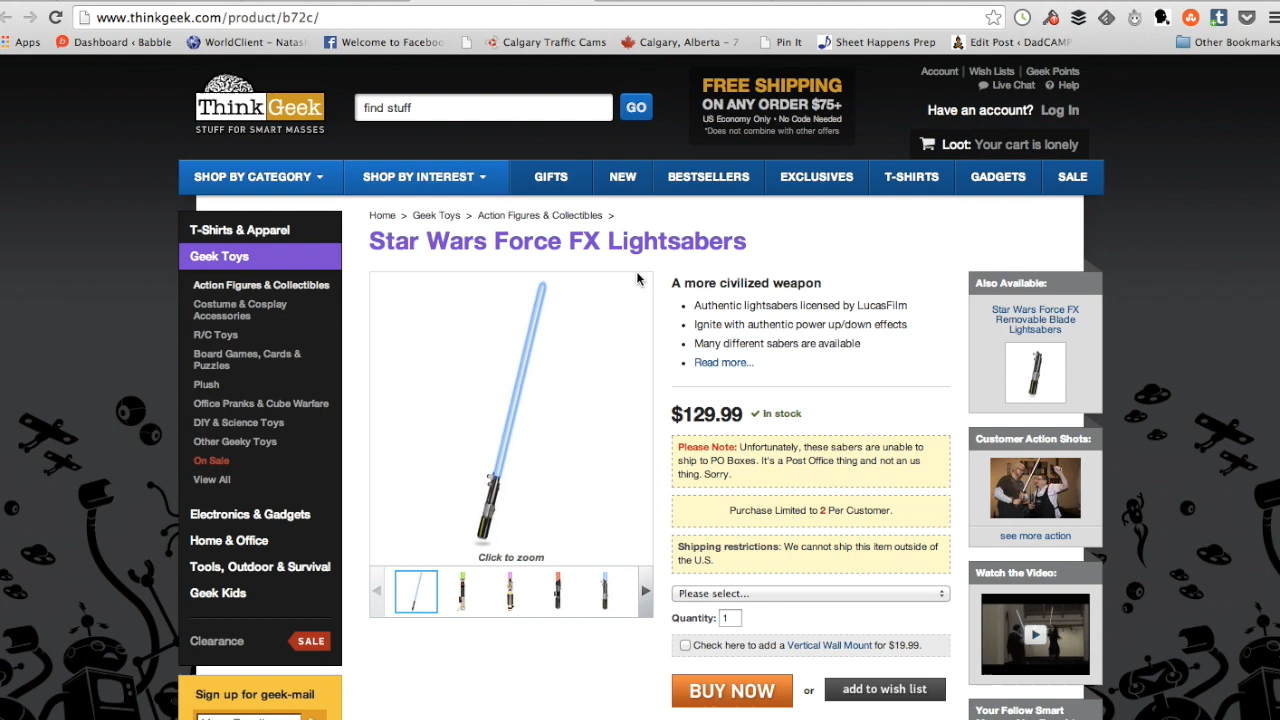 www.thinkgeek.com/product/b72c/
Apps
Dashboard ‹ Babble
WorldClient – Natash
Welcome to Faceboo
Calgary Traffic Cams
Calgary, Alberta – 7
Pin It
Sheet Happens Prep
Edit Post ‹ DadCAMP
Other Bookmarks
ThinkGeek
STUFF FOR SMART MASSES
find stuff
GO
FREE SHIPPING
ON ANY ORDER $75+
US Economy Only • No Code Needed
*Does not combine with other offers
Account | Wish Lists | Geek Points
Live Chat
Help
Have an account? Log In
Loot: Your cart is lonely
SHOP BY CATEGORY
SHOP BY INTEREST
GIFTS
NEW
BESTSELLERS
EXCLUSIVES
T-SHIRTS
GADGETS
SALE
T-Shirts & Apparel
Geek Toys
Action Figures & Collectibles
Costume & Cosplay
Accessories
R/C Toys
Board Games, Cards &
Puzzles
Plush
Office Pranks & Cube Warfare
DIY & Science Toys
Other Geeky Toys
On Sale
View All
Electronics & Gadgets
Home & Office
Tools, Outdoor & Survival
Geek Kids
Clearance
SALE
Sign up for geek-mail
Home > Geek Toys > Action Figures & Collectibles >
Star Wars Force FX Lightsabers
Click to zoom
A more civilized weapon
• Authentic lightsabers licensed by LucasFilm
• Ignite with authentic power up/down effects
• Many different sabers are available
• Read more...
$129.99
✓ In stock
Please Note: Unfortunately, these sabers are unable to
ship to PO Boxes. It's a Post Office thing and not an us
thing. Sorry.
Purchase Limited to 2 Per Customer.
Shipping restrictions: We cannot ship this item outside of
the U.S.
Please select...
Quantity: 1
Check here to add a Vertical Wall Mount for $19.99.
BUY NOW
or
add to wish list
Also Available:
Star Wars Force FX
Removable Blade
Lightsabers
Customer Action Shots:
see more action
Watch the Video:
Your Fellow Smart